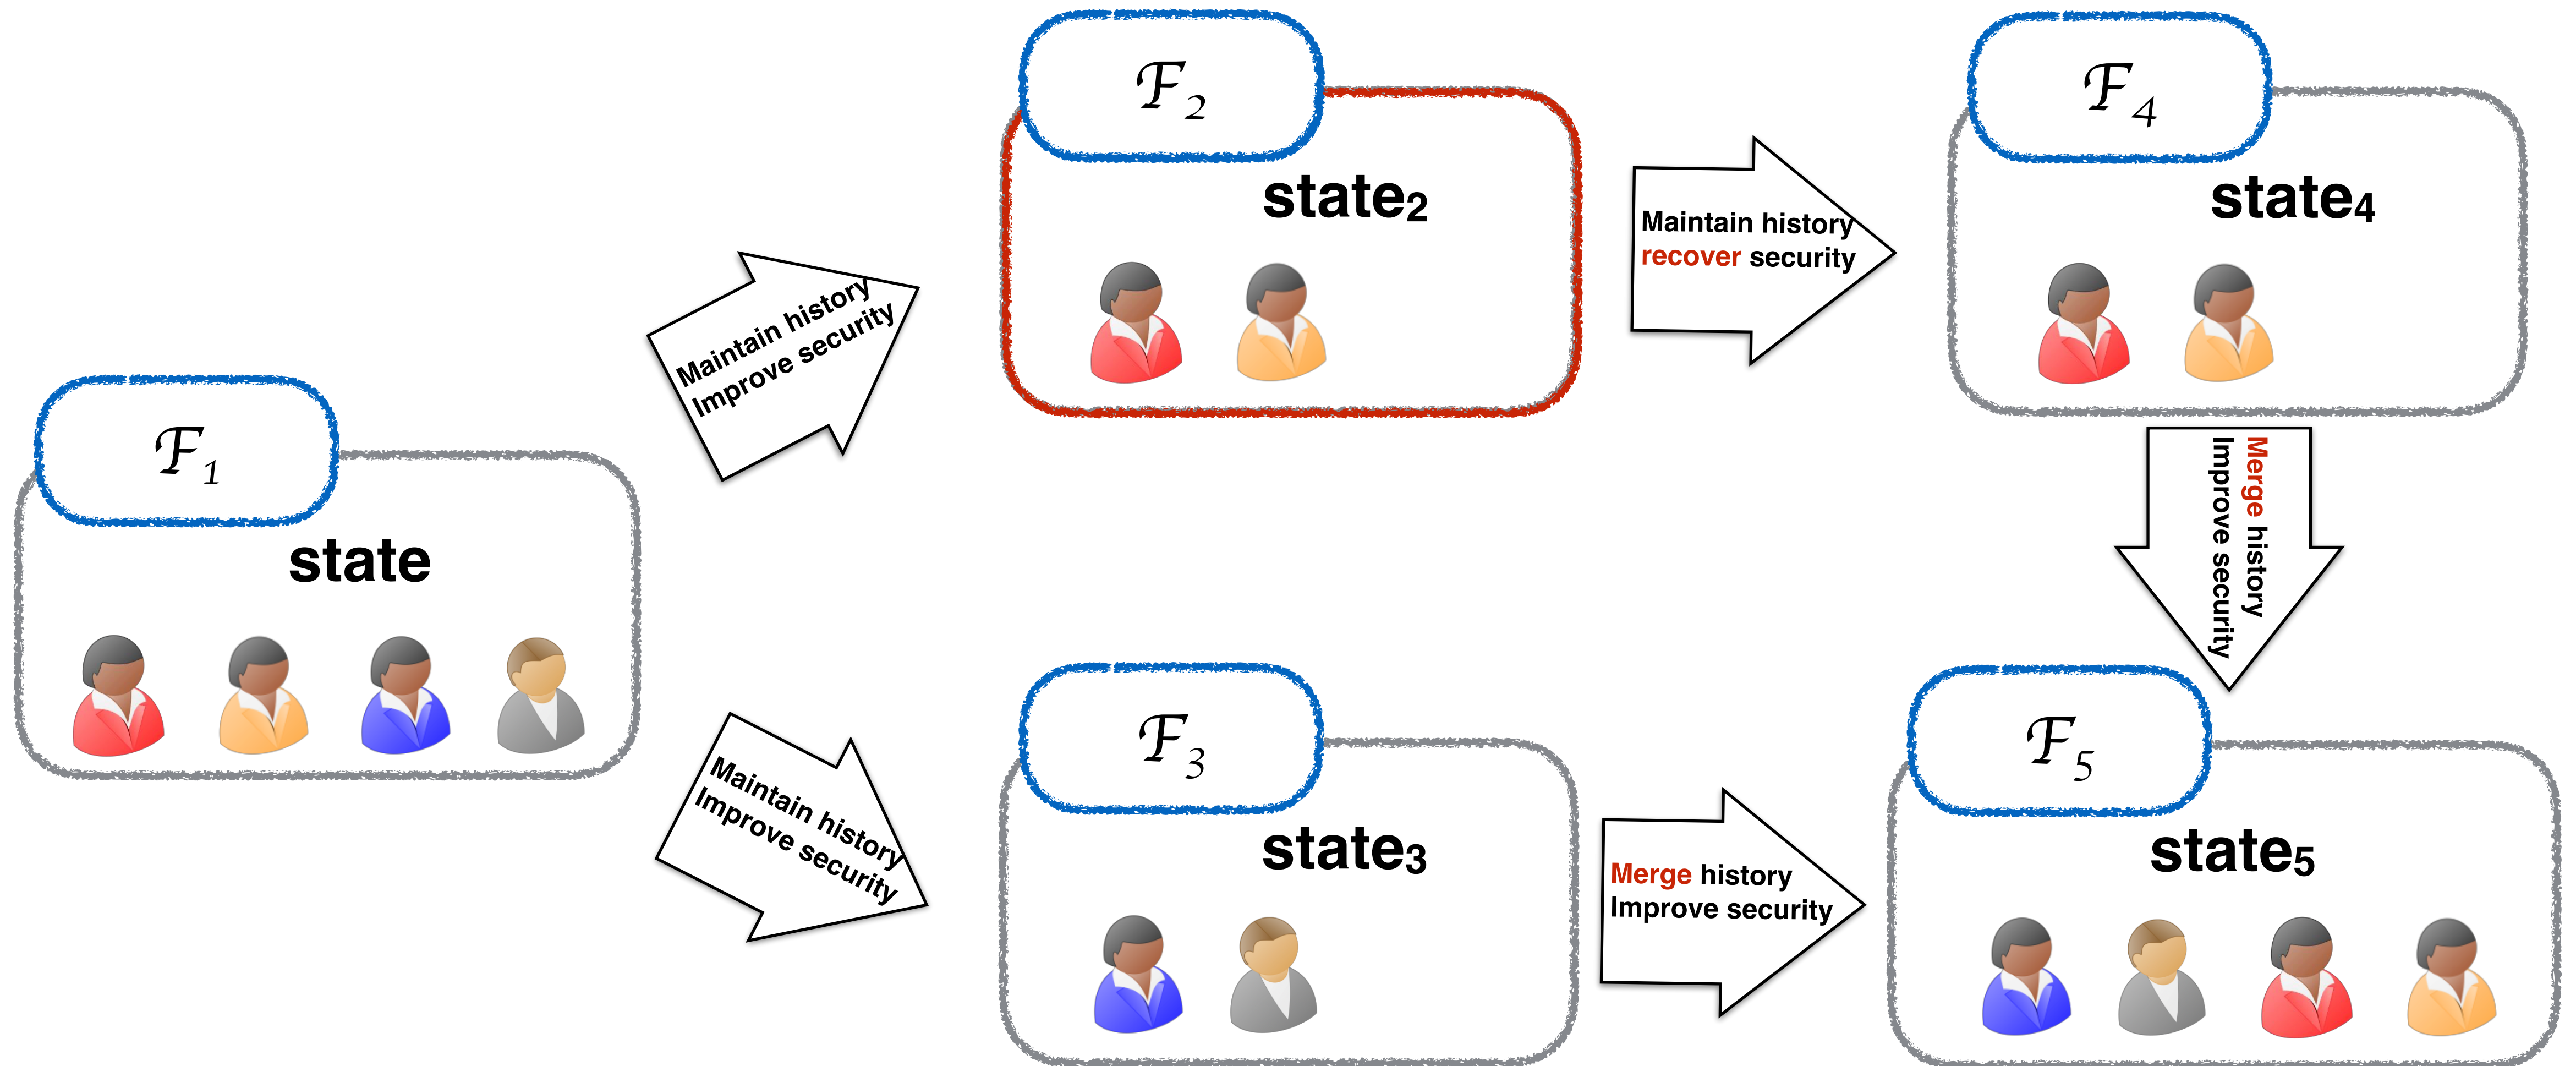 ℱ1
state
Maintain history
Improve security
ℱ2
state2
Maintain history
recover security
ℱ4
state4
Maintain history
Improve security
ℱ3
state3
Merge history
Improve security
Merge history
Improve security
ℱ5
state5